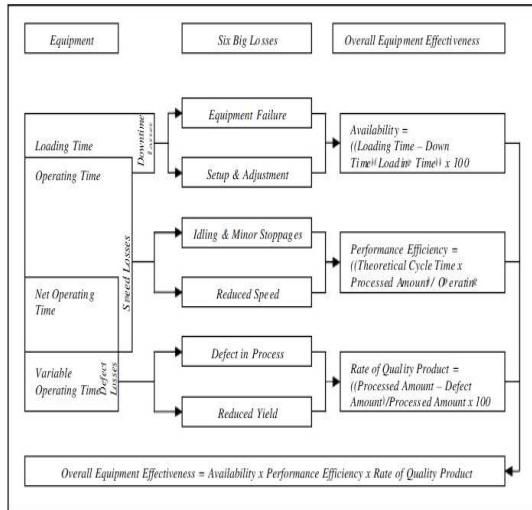 Equipment
Six Big Losses
Overall Equipment Effectiveness
Loading Time
Downtime
Losses
Equipment Failure
Setup & Adjustment
Availability =
((Loading Time – Down
Time)/Loading Time)) x 100
Operating Time
Speed Losses
Idling & Minor Stoppages
Reduced Speed
Performance Efficiency =
((Theoretical Cycle Time x
Processed Amount)/ Operating
Net Operating
Time
Variable
Operating Time
Defect
Losses
Defect in Process
Reduced Yield
Rate of Quality Product =
((Processed Amount – Defect
Amount)/Processed Amount x 100
Overall Equipment Effectiveness = Availability x Performance Efficiency x Rate of Quality Product